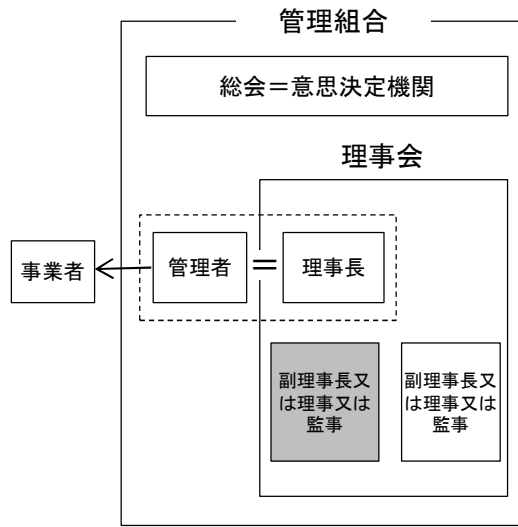 管理組合
総会＝意思決定機関
理事会
事業者
管理者
＝
理事長
副理事長又
は理事又は
監事
副理事長又
は理事又は
監事